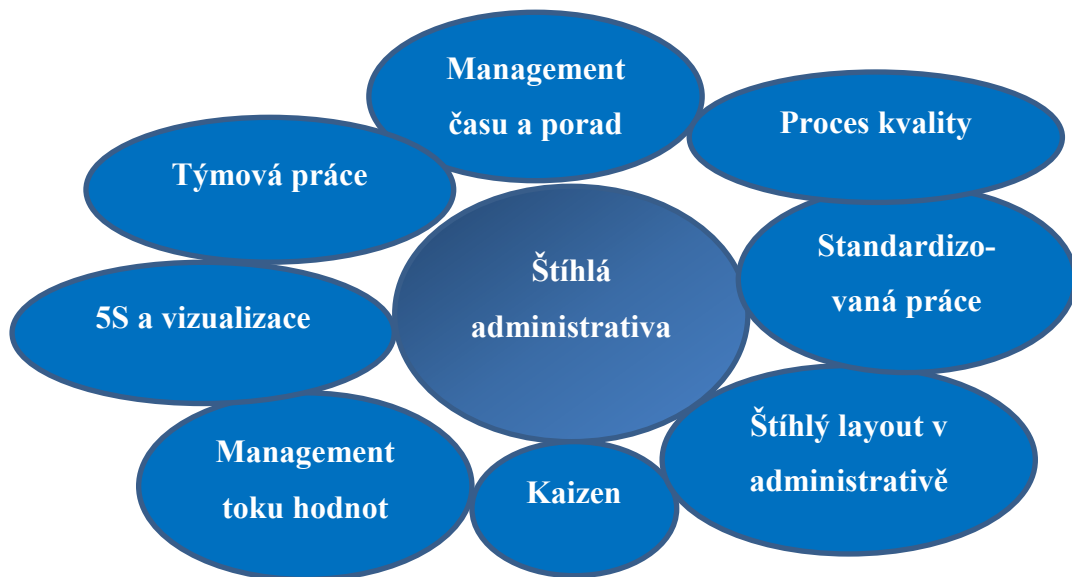 Management
času a porad
Proces kvality
Týmová práce
Standardizo-
vaná práce
Štíhlá
administrativa
5S a vizualizace
Štíhlý layout v
administrativě
Management
toku hodnot
Kaizen